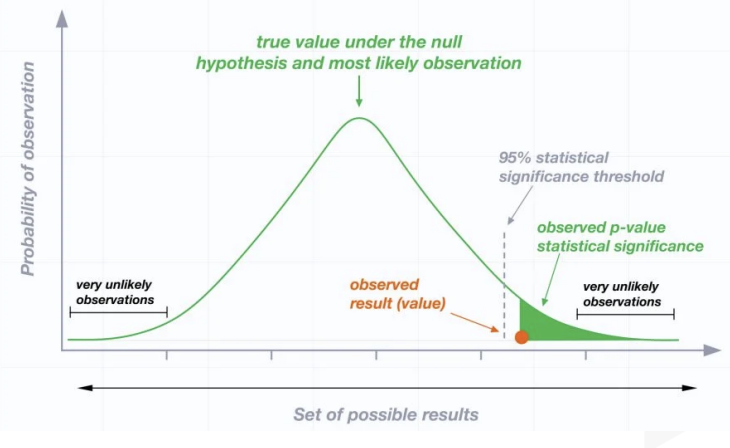 true value under the null
hypothesis and most likely observation
Probability of observation
95% statistical
significance threshold
observed p-value
statistical significance
very unlikely
observations
observed
result (value)
very unlikely
observations
Set of possible results